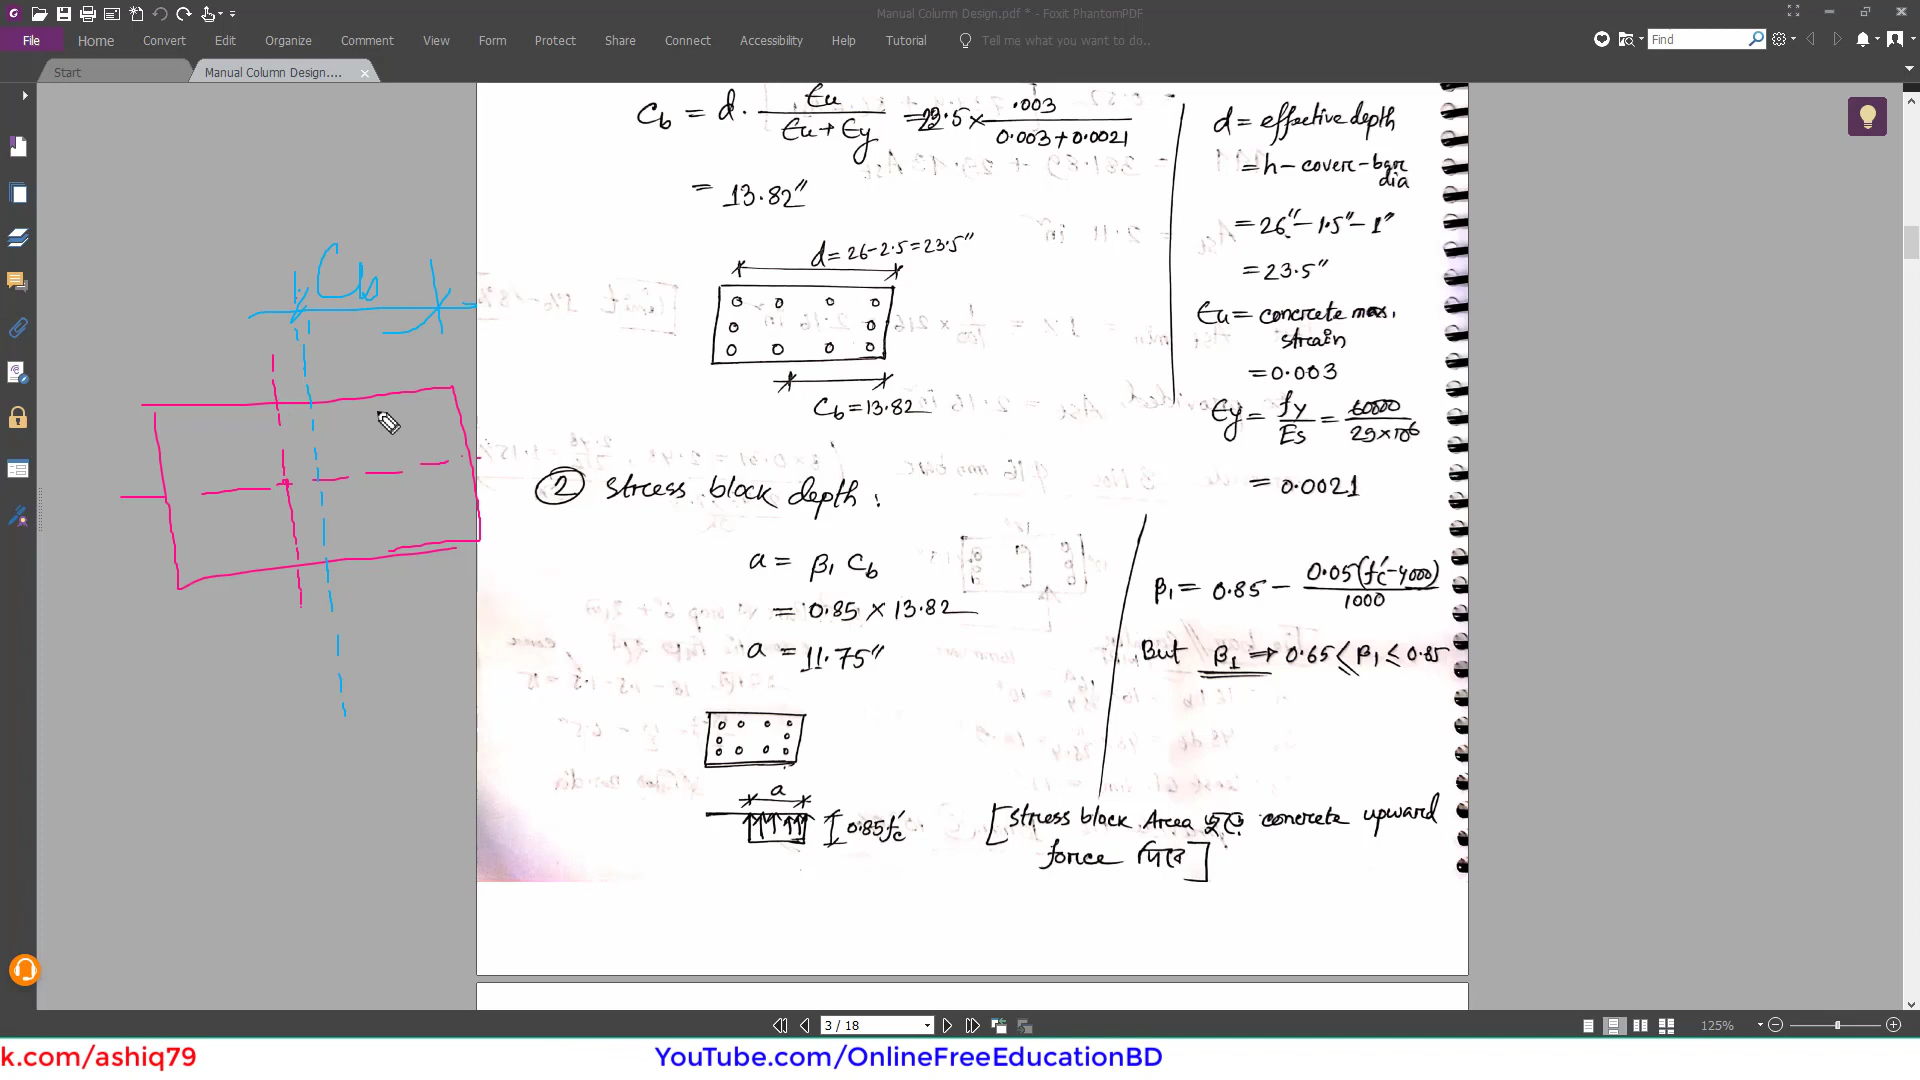 Manual Column Design.pdf * - Foxit PhantomPDF
File Home Convert Edit Organize Comment View Form Protect Share Connect Accessibility Help Tutorial Tell me what you want to do.. Find
Start Manual Column Design....
Cb = d · ϵu / (ϵu + ϵy) = 23.5 × .003 / (0.003 + 0.0021)
= 13.82"
d = 26 - 2.5 = 23.5"
Cb = 13.82
d = effective depth
= h - cover - bar dia
= 26" - 1.5" - 1"
= 23.5"
ϵu = concrete max. strain
= 0.003
ϵy = fy / Es = 60000 / 29×10⁶
= 0.0021
Cb
② stress block depth :
a = β₁ Cb
= 0.85 × 13.82
a = 11.75"
β₁ = 0.85 - 0.05(f'c - 4000) / 1000
But β₁ → 0.65 ≤ β₁ ≤ 0.85
a
0.85f'c
[stress block Area concrete upward
force ]
3 / 18
125%
k.com/ashiq79
YouTube.com/OnlineFreeEducationBD